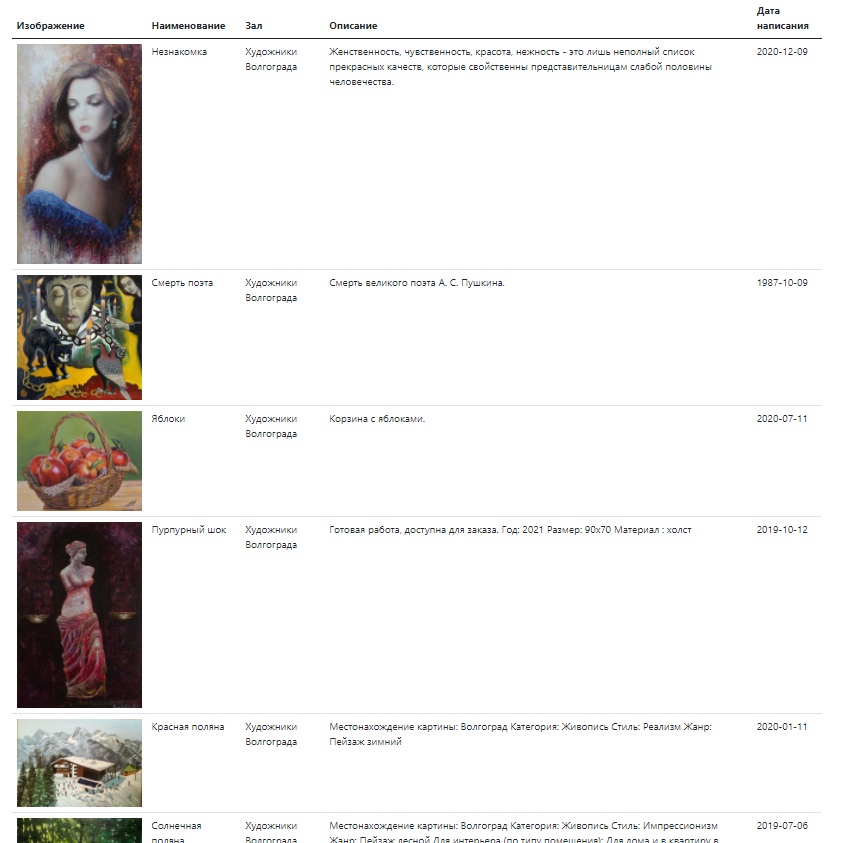 Изображение Наименование Зал Описание Дата написания
Незнакомка
Художники
Волгограда
Женственность, чувственность, красота, нежность - это лишь неполный список
прекрасных качеств, которые свойственны представительницам слабой половины
человечества.
2020-12-09
Смерть поэта
Художники
Волгограда
Смерть великого поэта А. С. Пушкина.
1987-10-09
Яблоки
Художники
Волгограда
Корзина с яблоками.
2020-07-11
Пурпурный шок
Художники
Волгограда
Готовая работа, доступна для заказа. Год: 2021 Размер: 90х70 Материал : холст
2019-10-12
Красная поляна
Художники
Волгограда
Местонахождение картины: Волгоград Категория: Живопись Стиль: Реализм Жанр:
Пейзаж зимний
2020-01-11
Солнечная
поляна
Художники
Волгограда
Местонахождение картины: Волгоград Категория: Живопись Стиль: Импрессионизм
Жанр: Пейзаж лесной Для интерьера (по типу помещения): Для дома и в квартиру в
2019-07-06